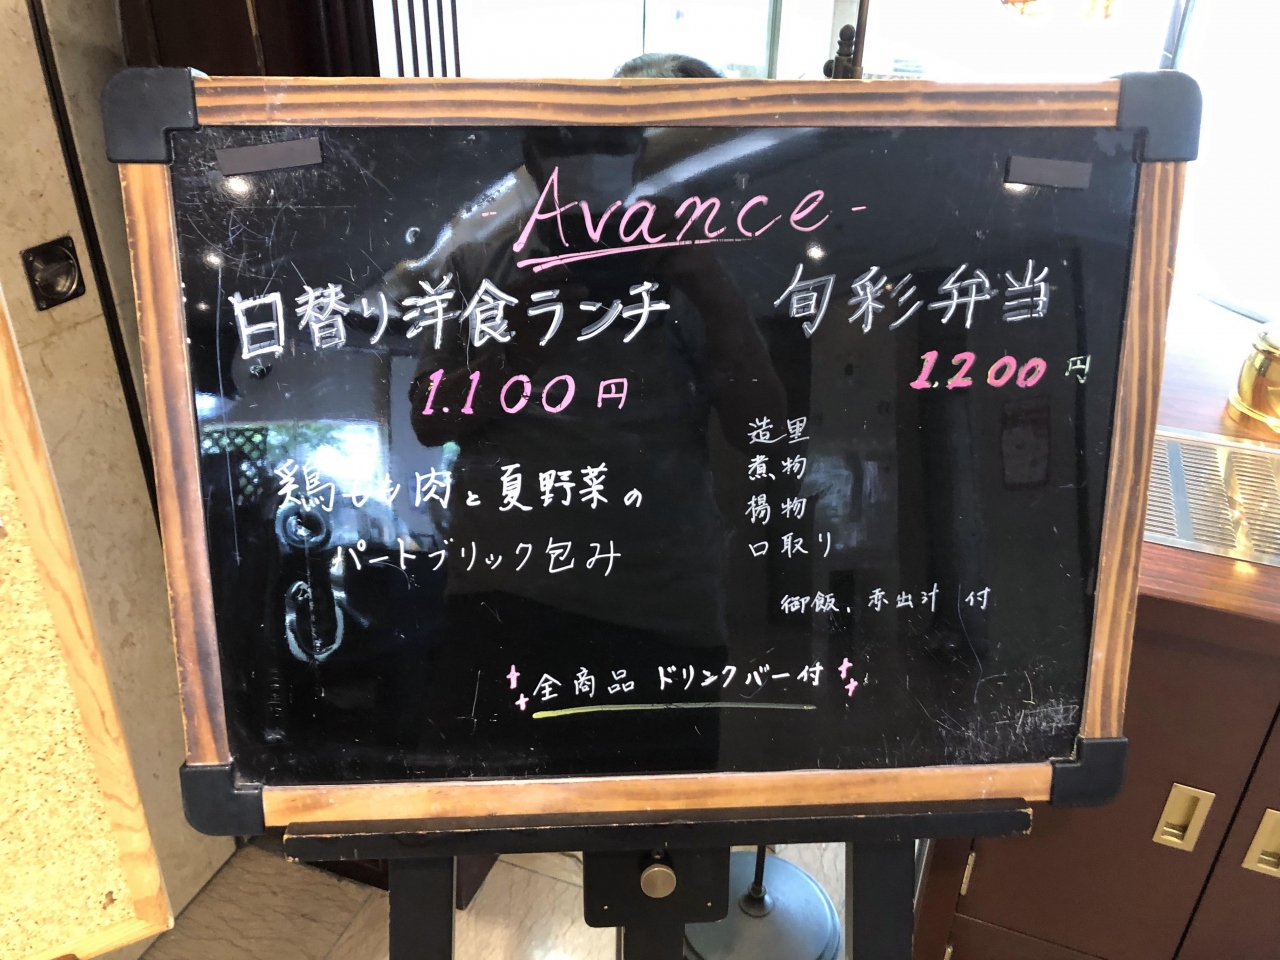 - Avance -
日替り洋食ランチ
1.100円
鶏もも肉と夏野菜の
パートブリック包み
旬彩弁当
1.200円
造里
煮物
揚物
口取り
御飯、赤出汁 付
全商品 ドリンクバー付